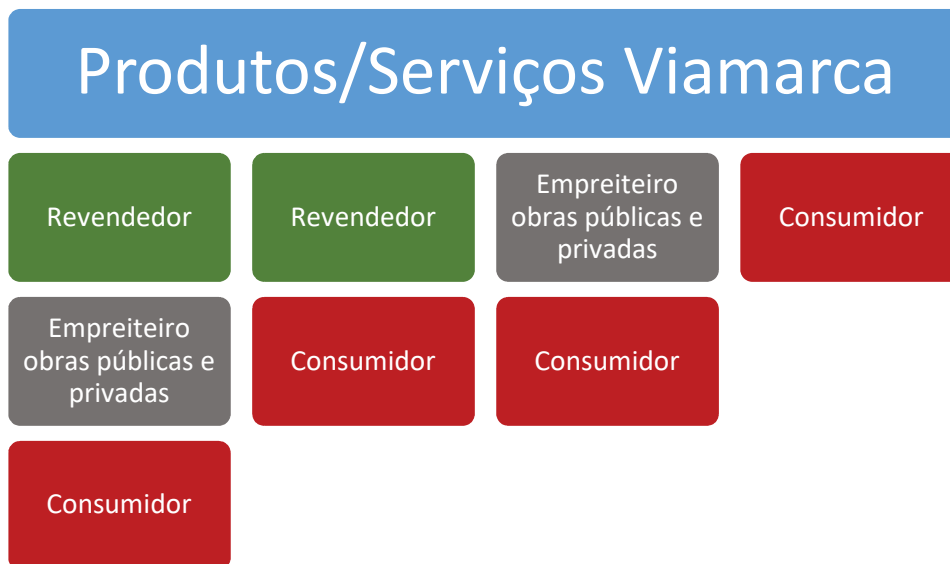 Produtos/Serviços Viamarca
Revendedor
Revendedor
Empreiteiro
obras públicas e
privadas
Consumidor
Empreiteiro
obras públicas e
privadas
Consumidor
Consumidor
Consumidor